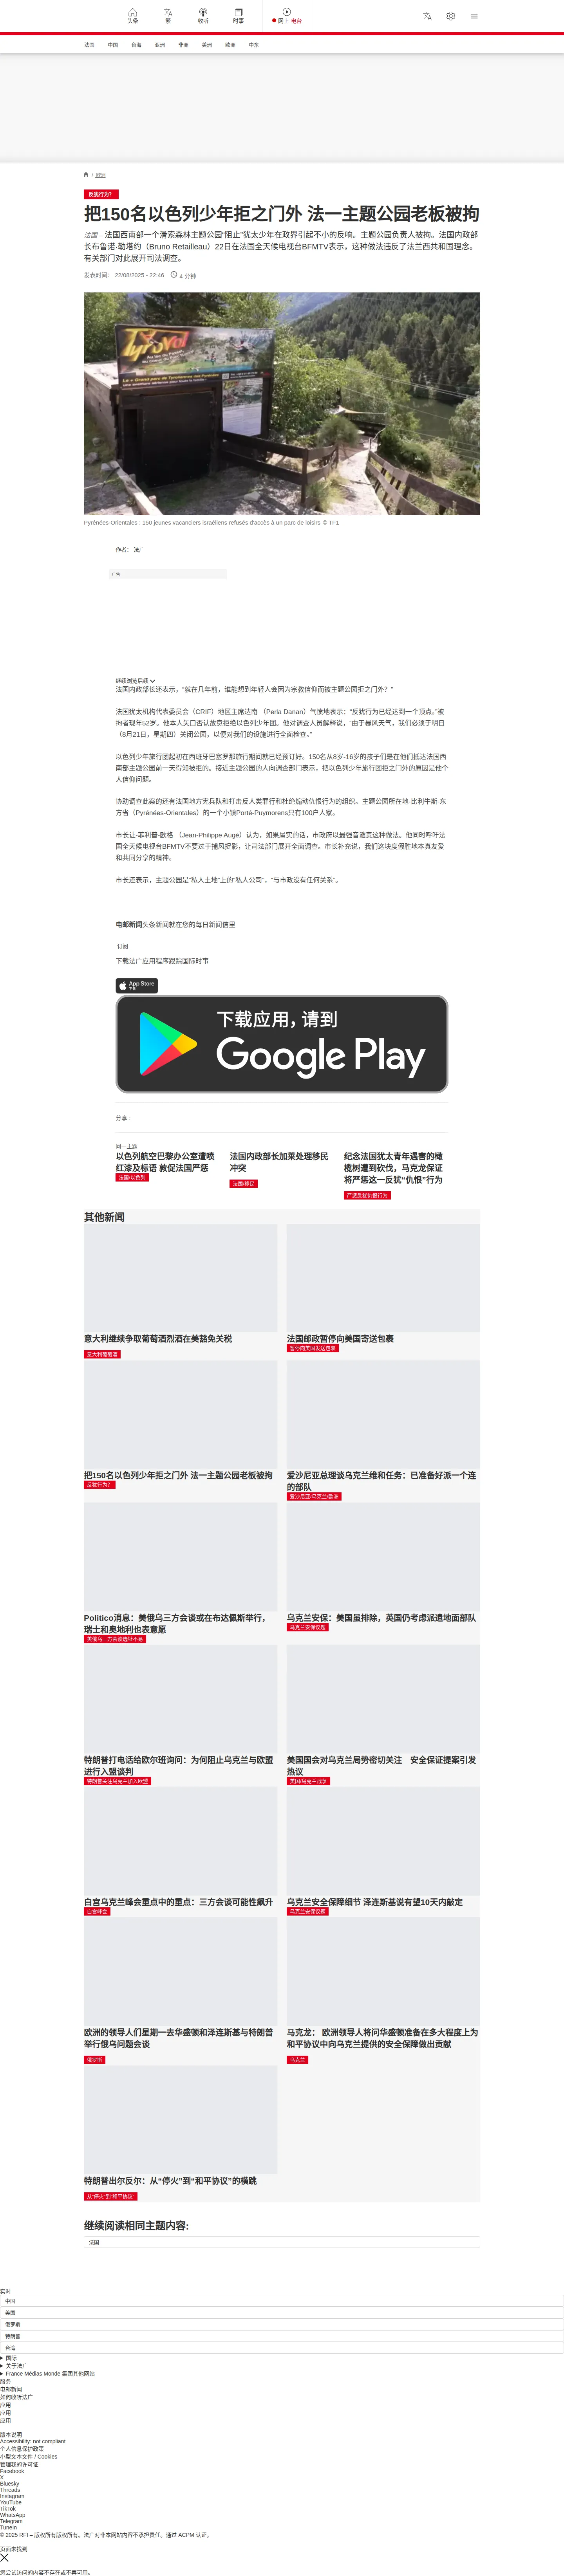 头条
繁
收听
时事
网上 电台
法国
中国
台海
亚洲
非洲
美洲
欧洲
中东
/ 欧洲
反犹行为？
把150名以色列少年拒之门外 法一主题公园老板被拘
法国 – 法国西南部一个滑索森林主题公园“阻止”犹太少年在政界引起不小的反响。主题公园负责人被拘。法国内政部
长布鲁诺·勒塔约（Bruno Retailleau）22日在法国全天候电视台BFMTV表示，这种做法违反了法兰西共和国理念。
有关部门对此展开司法调查。
发表时间： 22/08/2025 - 22:46
4 分钟
Tyrovol
Pyrénées-Orientales : 150 jeunes vacanciers israéliens refusés d'accès à un parc de loisirs © TF1
作者： 法广
广告
继续浏览后续
法国内政部长还表示，“就在几年前，谁能想到年轻人会因为宗教信仰而被主题公园拒之门外？”
法国犹太机构代表委员会（CRIF）地区主席达南 （Perla Danan）气愤地表示：“反犹行为已经达到一个顶点。”被
拘者现年52岁。他本人矢口否认故意拒绝以色列少年团。他对调查人员解释说，“由于暴风天气，我们必须于明日
（8月21日，星期四）关闭公园，以便对我们的设施进行全面检查。”
以色列少年旅行团起初在西班牙巴塞罗那旅行期间就已经预订好。150名从8岁-16岁的孩子们是在他们抵达法国西
南部主题公园前一天得知被拒的。接近主题公园的人向调查部门表示，把以色列少年旅行团拒之门外的原因是他个
人信仰问题。
协助调查此案的还有法国地方宪兵队和打击反人类罪行和杜绝煽动仇恨行为的组织。主题公园所在地-比利牛斯-东
方省（Pyrénées-Orientales）的一个小镇Porté-Puymorens只有100户人家。
市长让-菲利普-欧格 （Jean-Philippe Augé）认为，如果属实的话，市政府以最强音谴责这种做法。他同时呼吁法
国全天候电视台BFMTV不要过于捕风捉影，让司法部门展开全面调查。市长补充说，我们这块度假胜地本真友爱
和共同分享的精神。
市长还表示，主题公园是“私人土地”上的“私人公司”，“与市政没有任何关系”。
电邮新闻头条新闻就在您的每日新闻信里
订阅
下载法广应用程序跟踪国际时事
App Store
下载
下载应用，请到
Google Play
分享 :
同一主题
以色列航空巴黎办公室遭喷
红漆及标语 敦促法国严惩
法国/以色列
法国内政部长加莱处理移民
冲突
法国/移民
纪念法国犹太青年遇害的橄
榄树遭到砍伐，马克龙保证
将严惩这一反犹“仇恨”行为
严惩反犹仇恨行为
其他新闻
意大利继续争取葡萄酒烈酒在美豁免关税
意大利葡萄酒
法国邮政暂停向美国寄送包裹
暂停向美国发送包裹
把150名以色列少年拒之门外 法一主题公园老板被拘
反犹行为？
爱沙尼亚总理谈乌克兰维和任务：已准备好派一个连
的部队
爱沙尼亚/乌克兰/欧洲
Politico消息：美俄乌三方会谈或在布达佩斯举行，
瑞士和奥地利也表意愿
美俄乌三方会谈选址不易
乌克兰安保：美国虽排除，英国仍考虑派遣地面部队
乌克兰安保议题
特朗普打电话给欧尔班询问：为何阻止乌克兰与欧盟
进行入盟谈判
特朗普关注乌克兰加入欧盟
美国国会对乌克兰局势密切关注　安全保证提案引发
热议
美国/乌克兰战争
白宫乌克兰峰会重点中的重点：三方会谈可能性飙升
白宫峰会
乌克兰安全保障细节 泽连斯基说有望10天内敲定
乌克兰安保议题
欧洲的领导人们星期一去华盛顿和泽连斯基与特朗普
举行俄乌问题会谈
俄罗斯
马克龙： 欧洲领导人将问华盛顿准备在多大程度上为
和平协议中向乌克兰提供的安全保障做出贡献
乌克兰
特朗普出尔反尔：从“停火”到“和平协议”的横跳
从“停火”到“和平协议”
继续阅读相同主题内容:
法国
实时
中国
美国
俄罗斯
特朗普
台湾
国际
关于法广
France Médias Monde 集团其他网站
服务
电邮新闻
如何收听法广
应用
应用
应用
版本说明
Accessibility: not compliant
个人信息保护政策
小型文本文件 / Cookies
管理我的许可证
Facebook
X
Bluesky
Threads
Instagram
YouTube
TikTok
WhatsApp
Telegram
TuneIn
© 2025 RFI – 版权所有版权所有。法广对非本网站内容不承担责任。通过 ACPM 认证。
页面未找到
您尝试访问的内容不存在或不再可用。